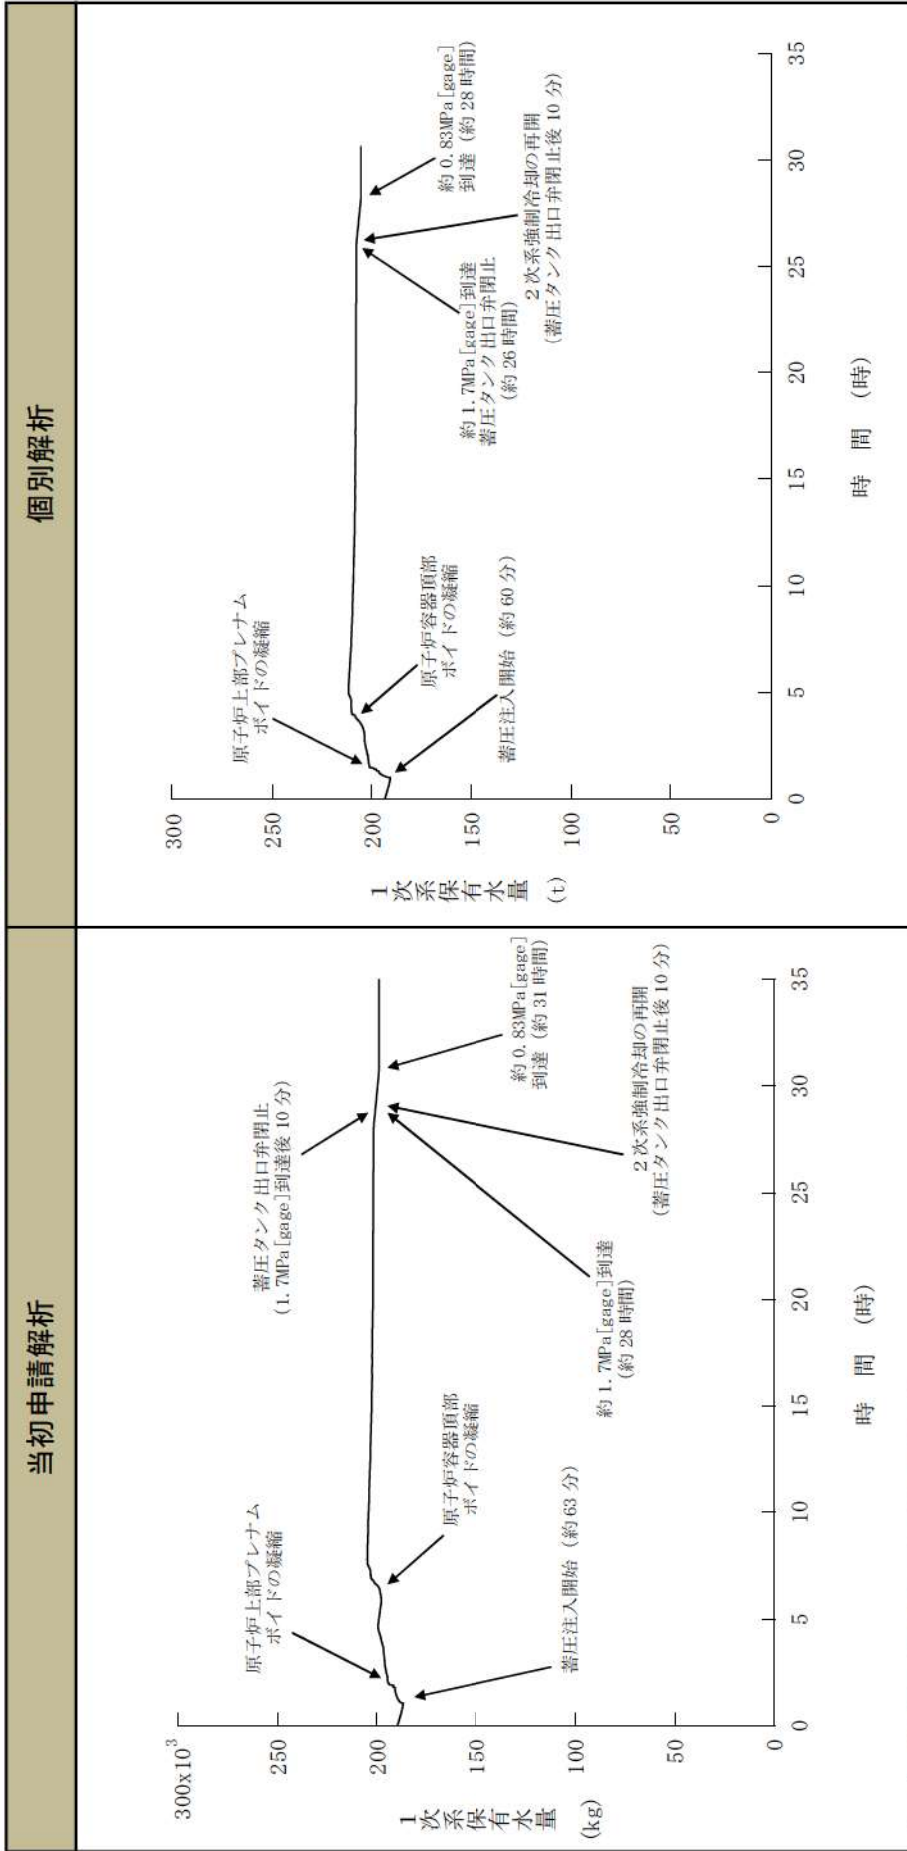 当初申請解析
300x10³
250
200
150
100
50
0
1次系保有水量
(kg)
0
5
10
15
20
25
30
35
時 間 (時)
原子炉上部プレナム
ボイドの凝縮
蓄圧タンク出口弁閉止
(1.7MPa[gage]到達後10分)
原子炉容器頂部
ボイドの凝縮
蓄圧注入開始 (約63分)
約1.7MPa[gage]到達
(約28時間)
2次系強制冷却の再開
(蓄圧タンク出口弁閉止後10分)
約0.83MPa[gage]
到達 (約31時間)
個別解析
300
250
200
150
100
50
0
1次系保有水量
(t)
0
5
10
15
20
25
30
35
時 間 (時)
原子炉上部プレナム
ボイドの凝縮
原子炉容器頂部
ボイドの凝縮
蓄圧注入開始 (約60分)
約1.7MPa[gage]到達
蓄圧タンク出口弁閉止
(約26時間)
2次系強制冷却の再開
(蓄圧タンク出口弁閉止後10分)
約0.83MPa[gage]
到達 (約28時間)